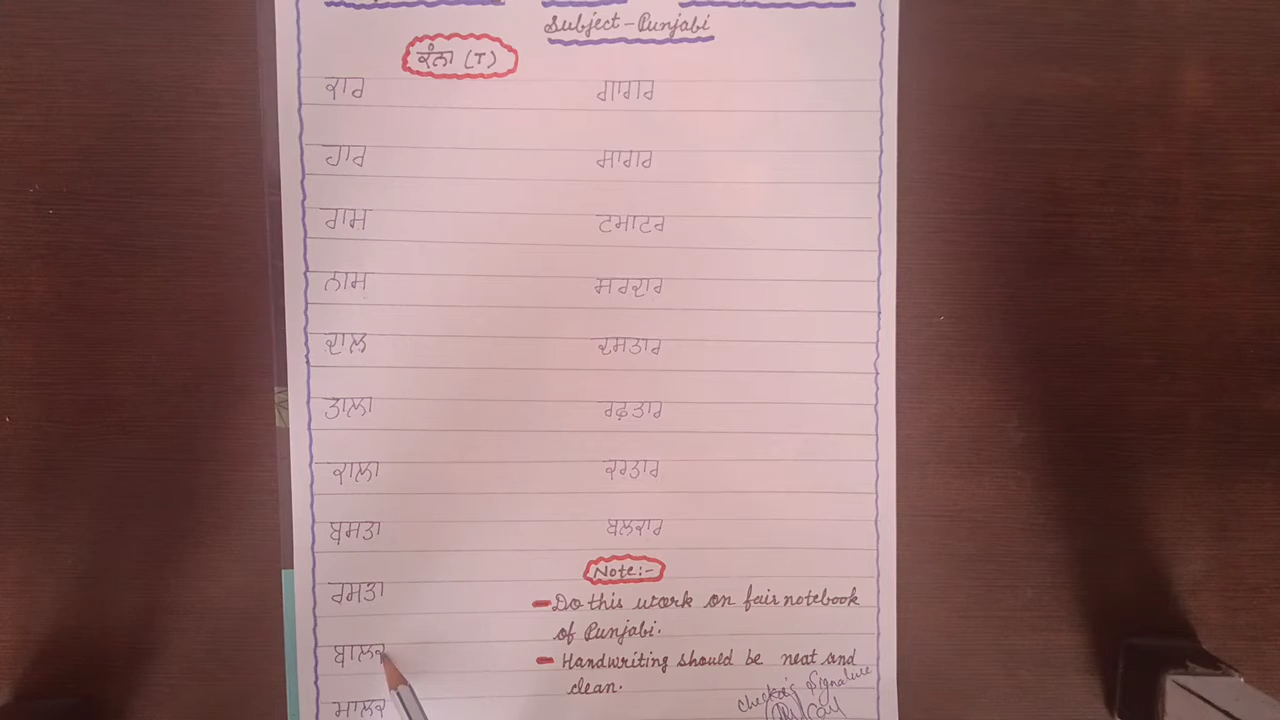 Subject-Punjabi
ਕੰਨਾ (ਾ)
ਕਾਰ
ਹਾਰ
ਰਾਮ
ਨਾਮ
ਦਾਲ
ਤਾਲਾ
ਕਾਲਾ
ਬਸਤਾ
ਰਸਤਾ
ਬਾਲਕ
ਮਾਲਕ
ਗਾਗਰ
ਸਾਗਰ
ਟਮਾਟਰ
ਸਰਦਾਰ
ਦਸਤਾਰ
ਰਫ਼ਤਾਰ
ਕਰਤਾਰ
ਬਲਕਾਰ
Note:-
- Do this work on fair notebook
of Punjabi.
- Handwriting should be neat and
clean.
Checker's Signature